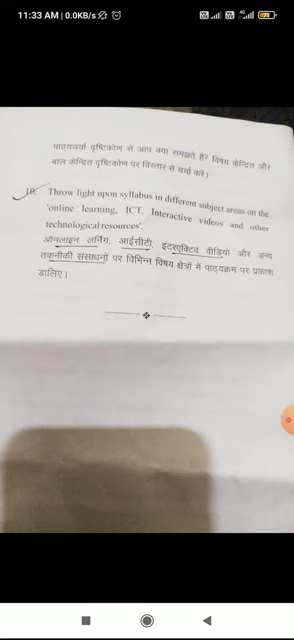 11:33 AM | 0.0KB/s
पाठ्यचर्या दृष्टिकोण से आप क्या समझते हैं? विषय केन्द्रित और
बाल केन्द्रित दृष्टिकोण पर विस्तार से चर्चा करें।
10. Throw light upon syllabus in different subject areas on the
'online learning, ICT, Interactive videos and other
technological resources'.
ऑनलाइन लर्निंग, आईसीटी, इंटरएक्टिव वीडियो और अन्य
तकनीकी संसाधनों पर विभिन्न विषय क्षेत्रों में पाठ्यक्रम पर प्रकाश
डालिए।